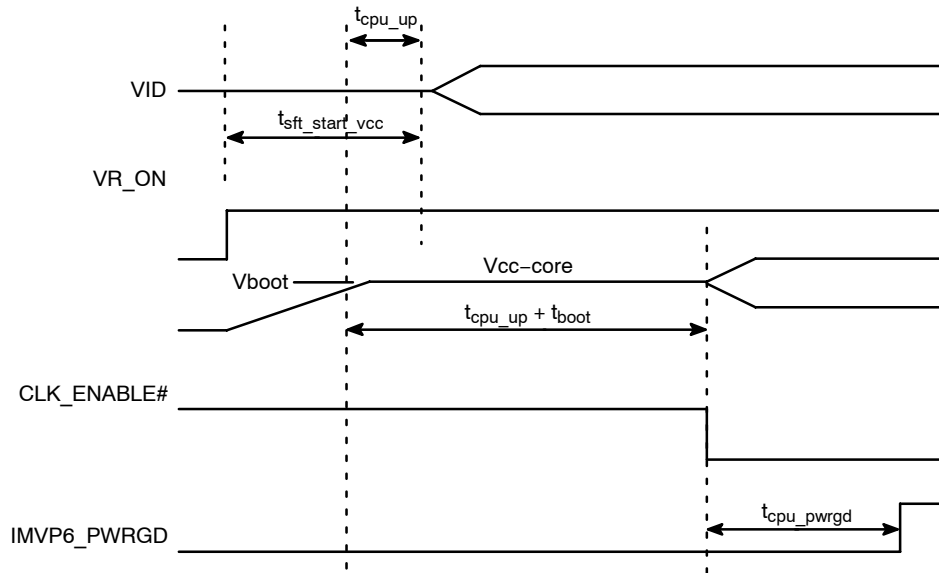 tcpu_up
VID
tsft_start_vcc
VR_ON
Vboot
Vcc−core
tcpu_up + tboot
CLK_ENABLE#
tcpu_pwrgd
IMVP6_PWRGD